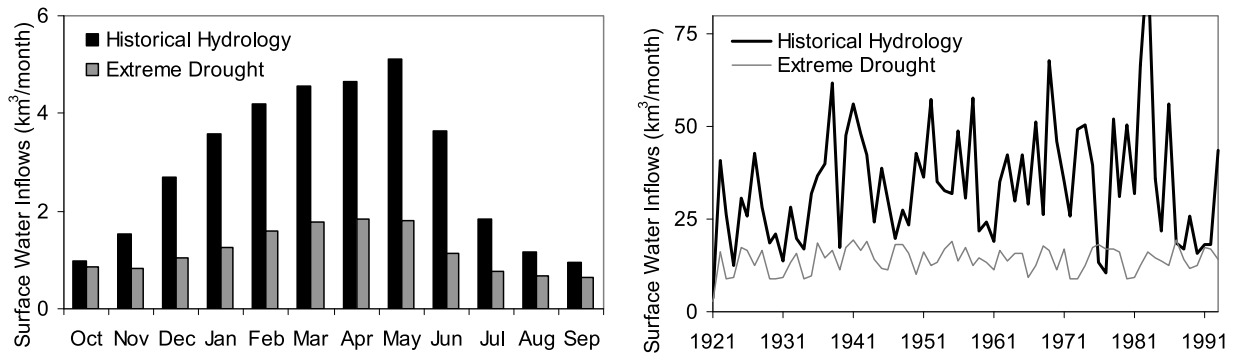 Surface Water Inflows (km³/month)
6
4
2
0
Historical Hydrology
Extreme Drought
Oct Nov Dec Jan Feb Mar Apr May Jun Jul Aug Sep
Surface Water Inflows (km³/month)
75
50
25
0
Historical Hydrology
Extreme Drought
1921 1931 1941 1951 1961 1971 1981 1991